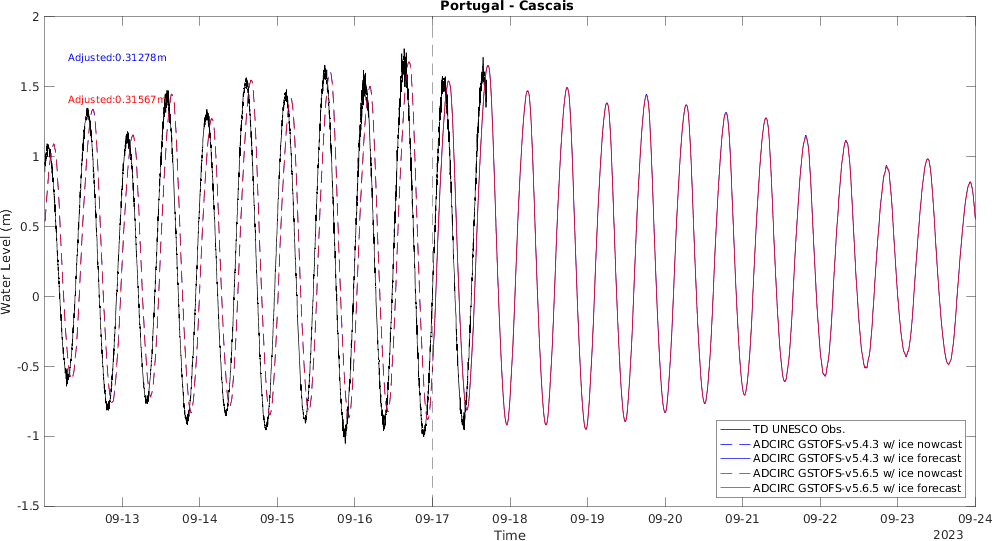 Portugal - Cascais
2
1.5
1
0.5
0
-0.5
-1
-1.5
Water Level (m)
Adjusted:0.31278m
Adjusted:0.31567m
TD UNESCO Obs.
ADCIRC GSTOFS-v5.4.3 w/ ice nowcast
ADCIRC GSTOFS-v5.4.3 w/ ice forecast
ADCIRC GSTOFS-v5.6.5 w/ ice nowcast
ADCIRC GSTOFS-v5.6.5 w/ ice forecast
09-13 09-14 09-15 09-16 09-17 09-18 09-19 09-20 09-21 09-22 09-23 09-24
Time
2023